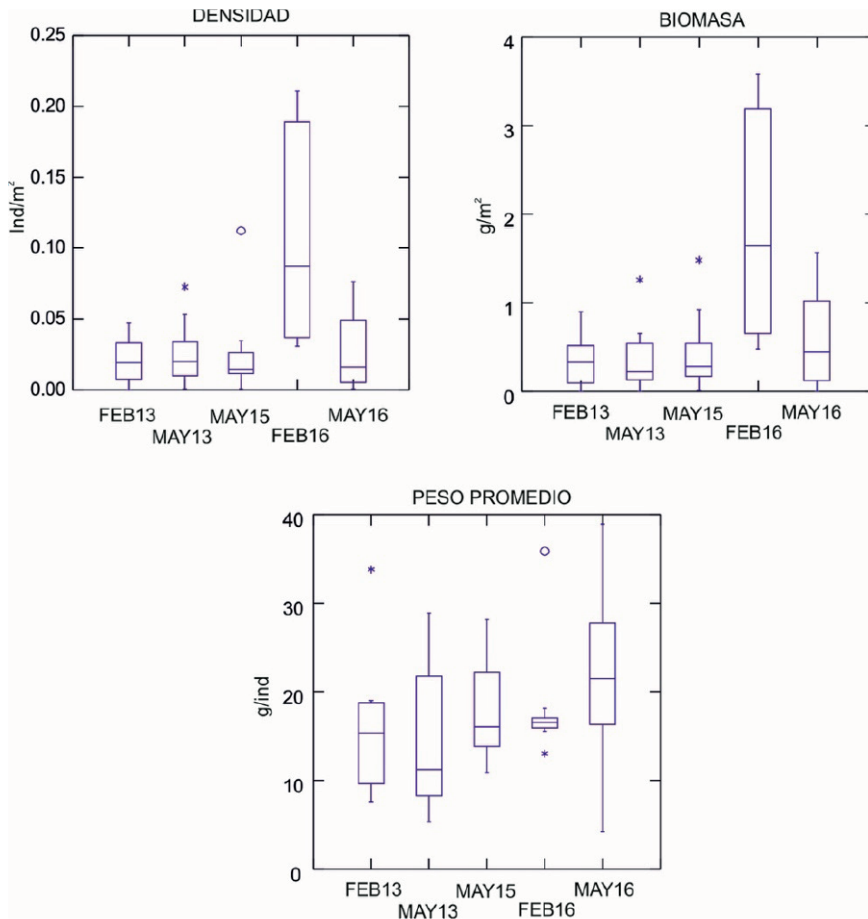 DENSIDAD
0.25
0.20
0.15
0.10
0.05
0.00
Ind/m²
FEB13
MAY15
MAY16
MAY13
FEB16
BIOMASA
4
3
2
1
0
g/m²
FEB13
MAY15
MAY16
MAY13
FEB16
PESO PROMEDIO
40
30
20
10
0
g/ind
FEB13
MAY15
MAY16
MAY13
FEB16